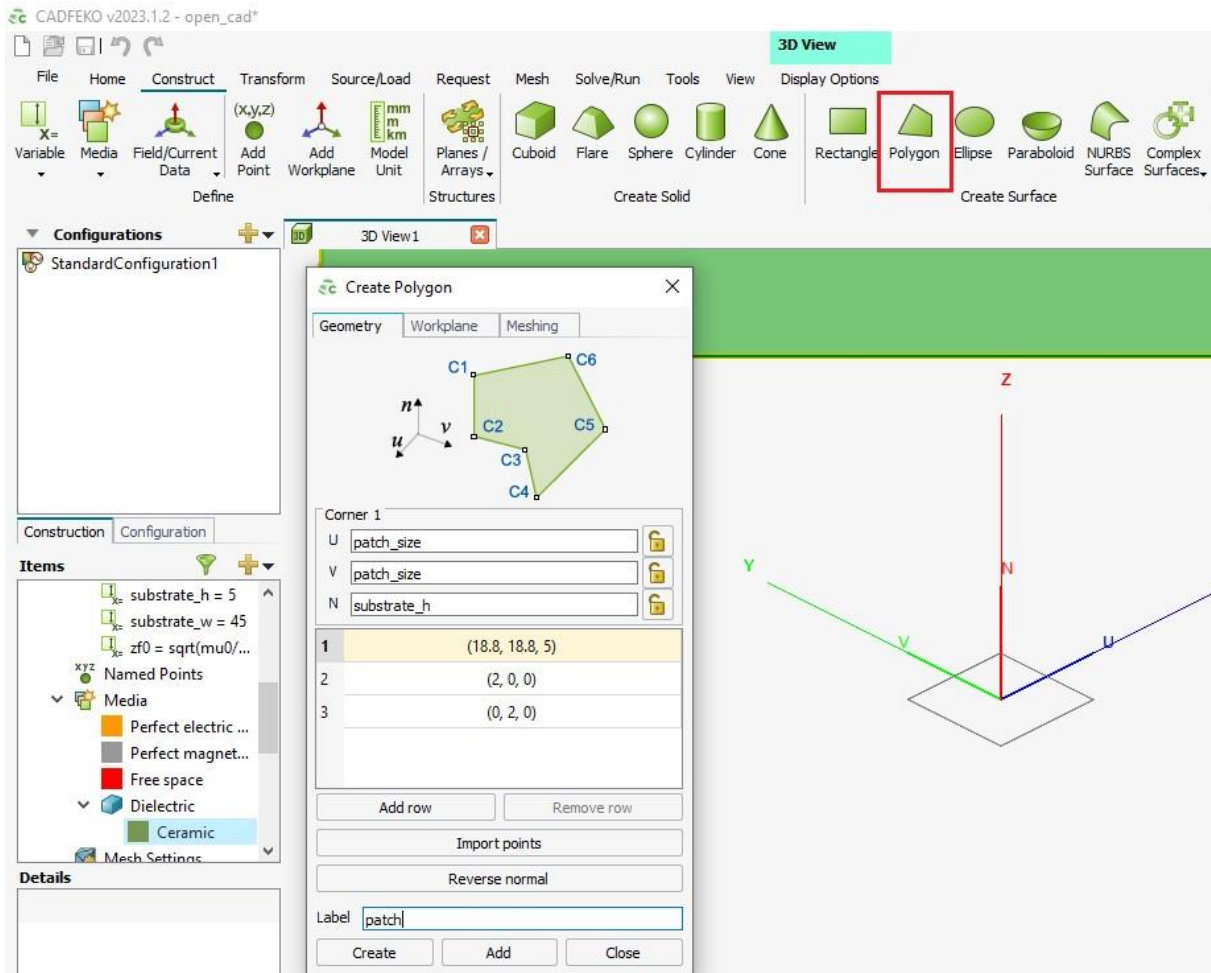 CADFEKO v2023.1.2 - open_cad*
3D View
File Home Construct Transform Source/Load Request Mesh Solve/Run Tools View Display Options
X=
Variable
Media
Field/Current
Data
(x,y,z)
Add
Point
Add
Workplane
mm
m
km
Model
Unit
Planes /
Arrays
Cuboid
Flare
Sphere
Cylinder
Cone
Rectangle
Polygon
Ellipse
Paraboloid
NURBS
Surface
Complex
Surfaces
Define
Structures
Create Solid
Create Surface
Configurations
StandardConfiguration1
3D
3D View1
Create Polygon
Geometry Workplane Meshing
C1
C6
n
v
u
C2
C5
C3
C4
Corner 1
U patch_size
V patch_size
N substrate_h
1 (18.8, 18.8, 5)
2 (2, 0, 0)
3 (0, 2, 0)
Add row
Remove row
Import points
Reverse normal
Label patch
Create Add Close
Construction Configuration
Items
X= substrate_h = 5
X= substrate_w = 45
X= zf0 = sqrt(mu0/...
xyz Named Points
Media
Perfect electric ...
Perfect magnet...
Free space
Dielectric
Ceramic
Mesh Settings
Details
Z
Y
N
V
U